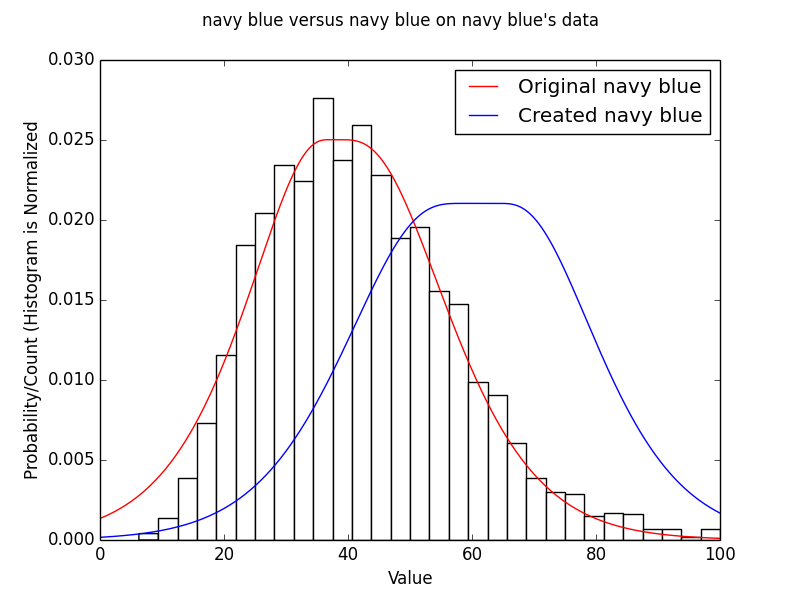 navy blue versus navy blue on navy blue's data
Original navy blue
Created navy blue
Probability/Count (Histogram is Normalized
0.030
0.025
0.020
0.015
0.010
0.005
0.000
0 20 40 60 80 100
Value